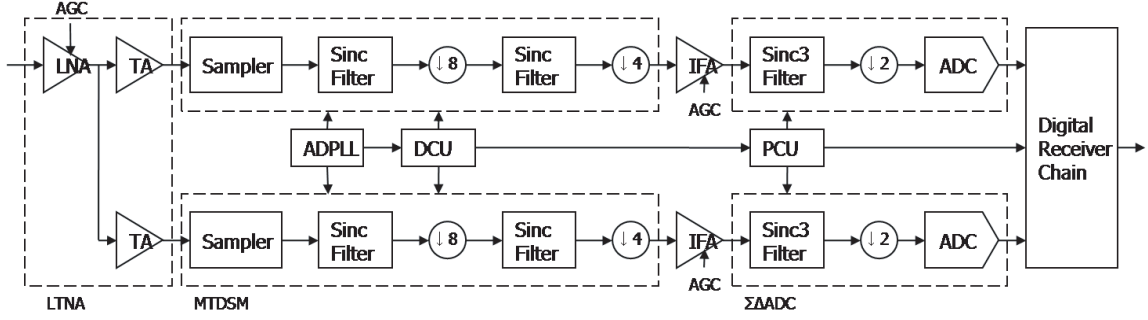 AGC
LNA
TA
Sampler
Sinc
Filter
↓ 8
Sinc
Filter
↓ 4
IFA
AGC
Sinc3
Filter
↓ 2
ADC
ADPLL
DCU
PCU
Digital
Receiver
Chain
TA
Sampler
Sinc
Filter
↓ 8
Sinc
Filter
↓ 4
IFA
AGC
Sinc3
Filter
↓ 2
ADC
LTNA
MTDSM
ΣΔADC